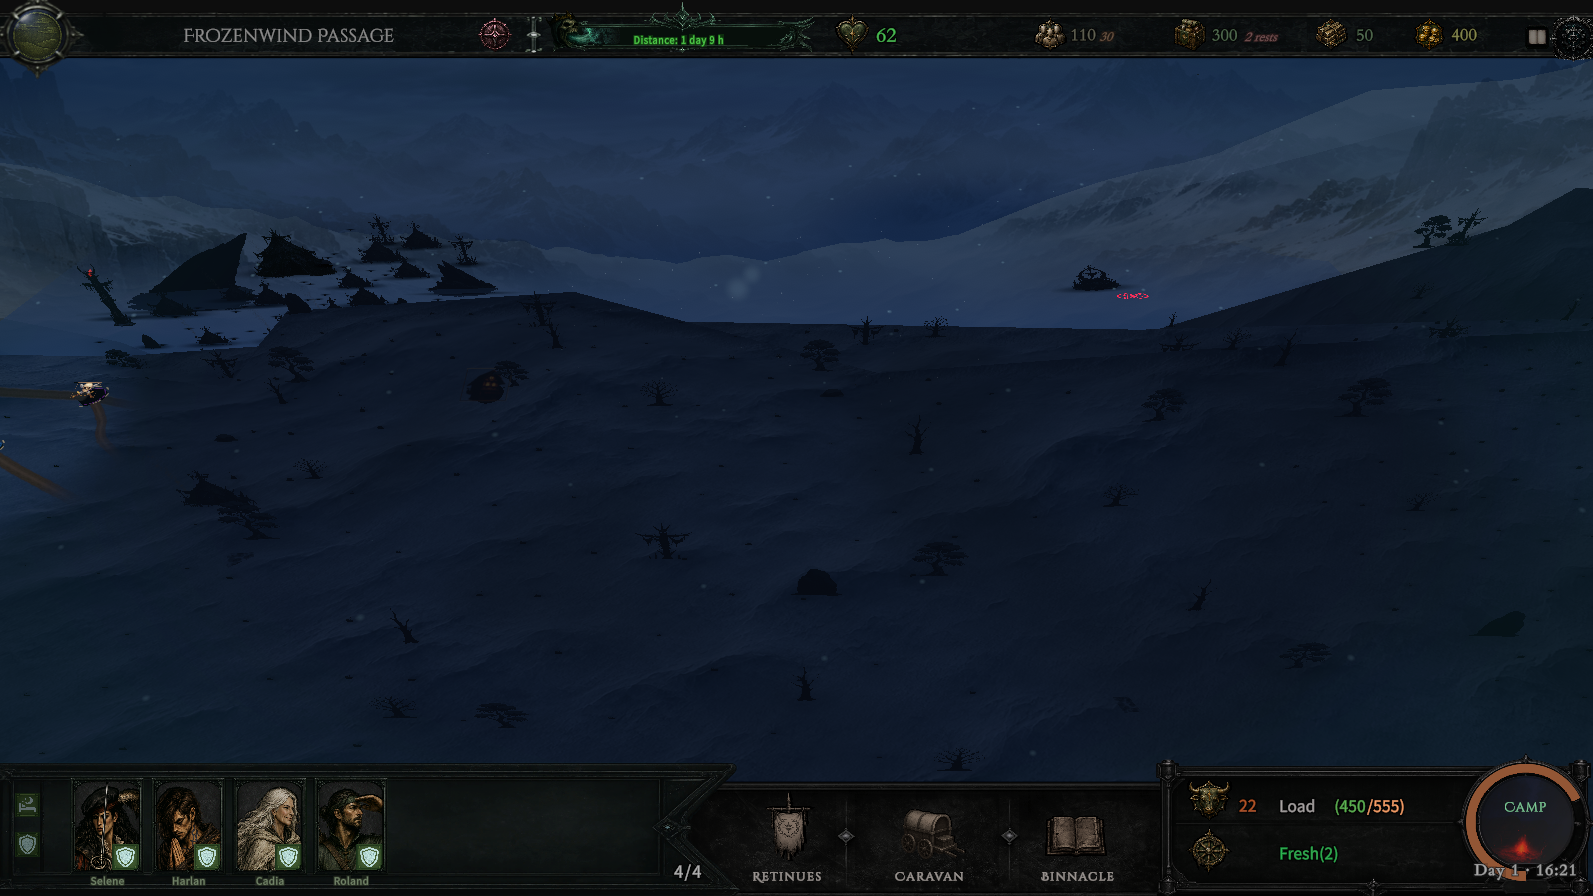 Frozenwind Passage
Distance: 1 day 9 h
62
110 30
300 2 rests
50
400
Selene
Harlan
Cadia
Roland
4/4
Retinues
Caravan
Binnacle
22 Load (450/555)
Fresh(2)
Camp
Day 1 · 16:21